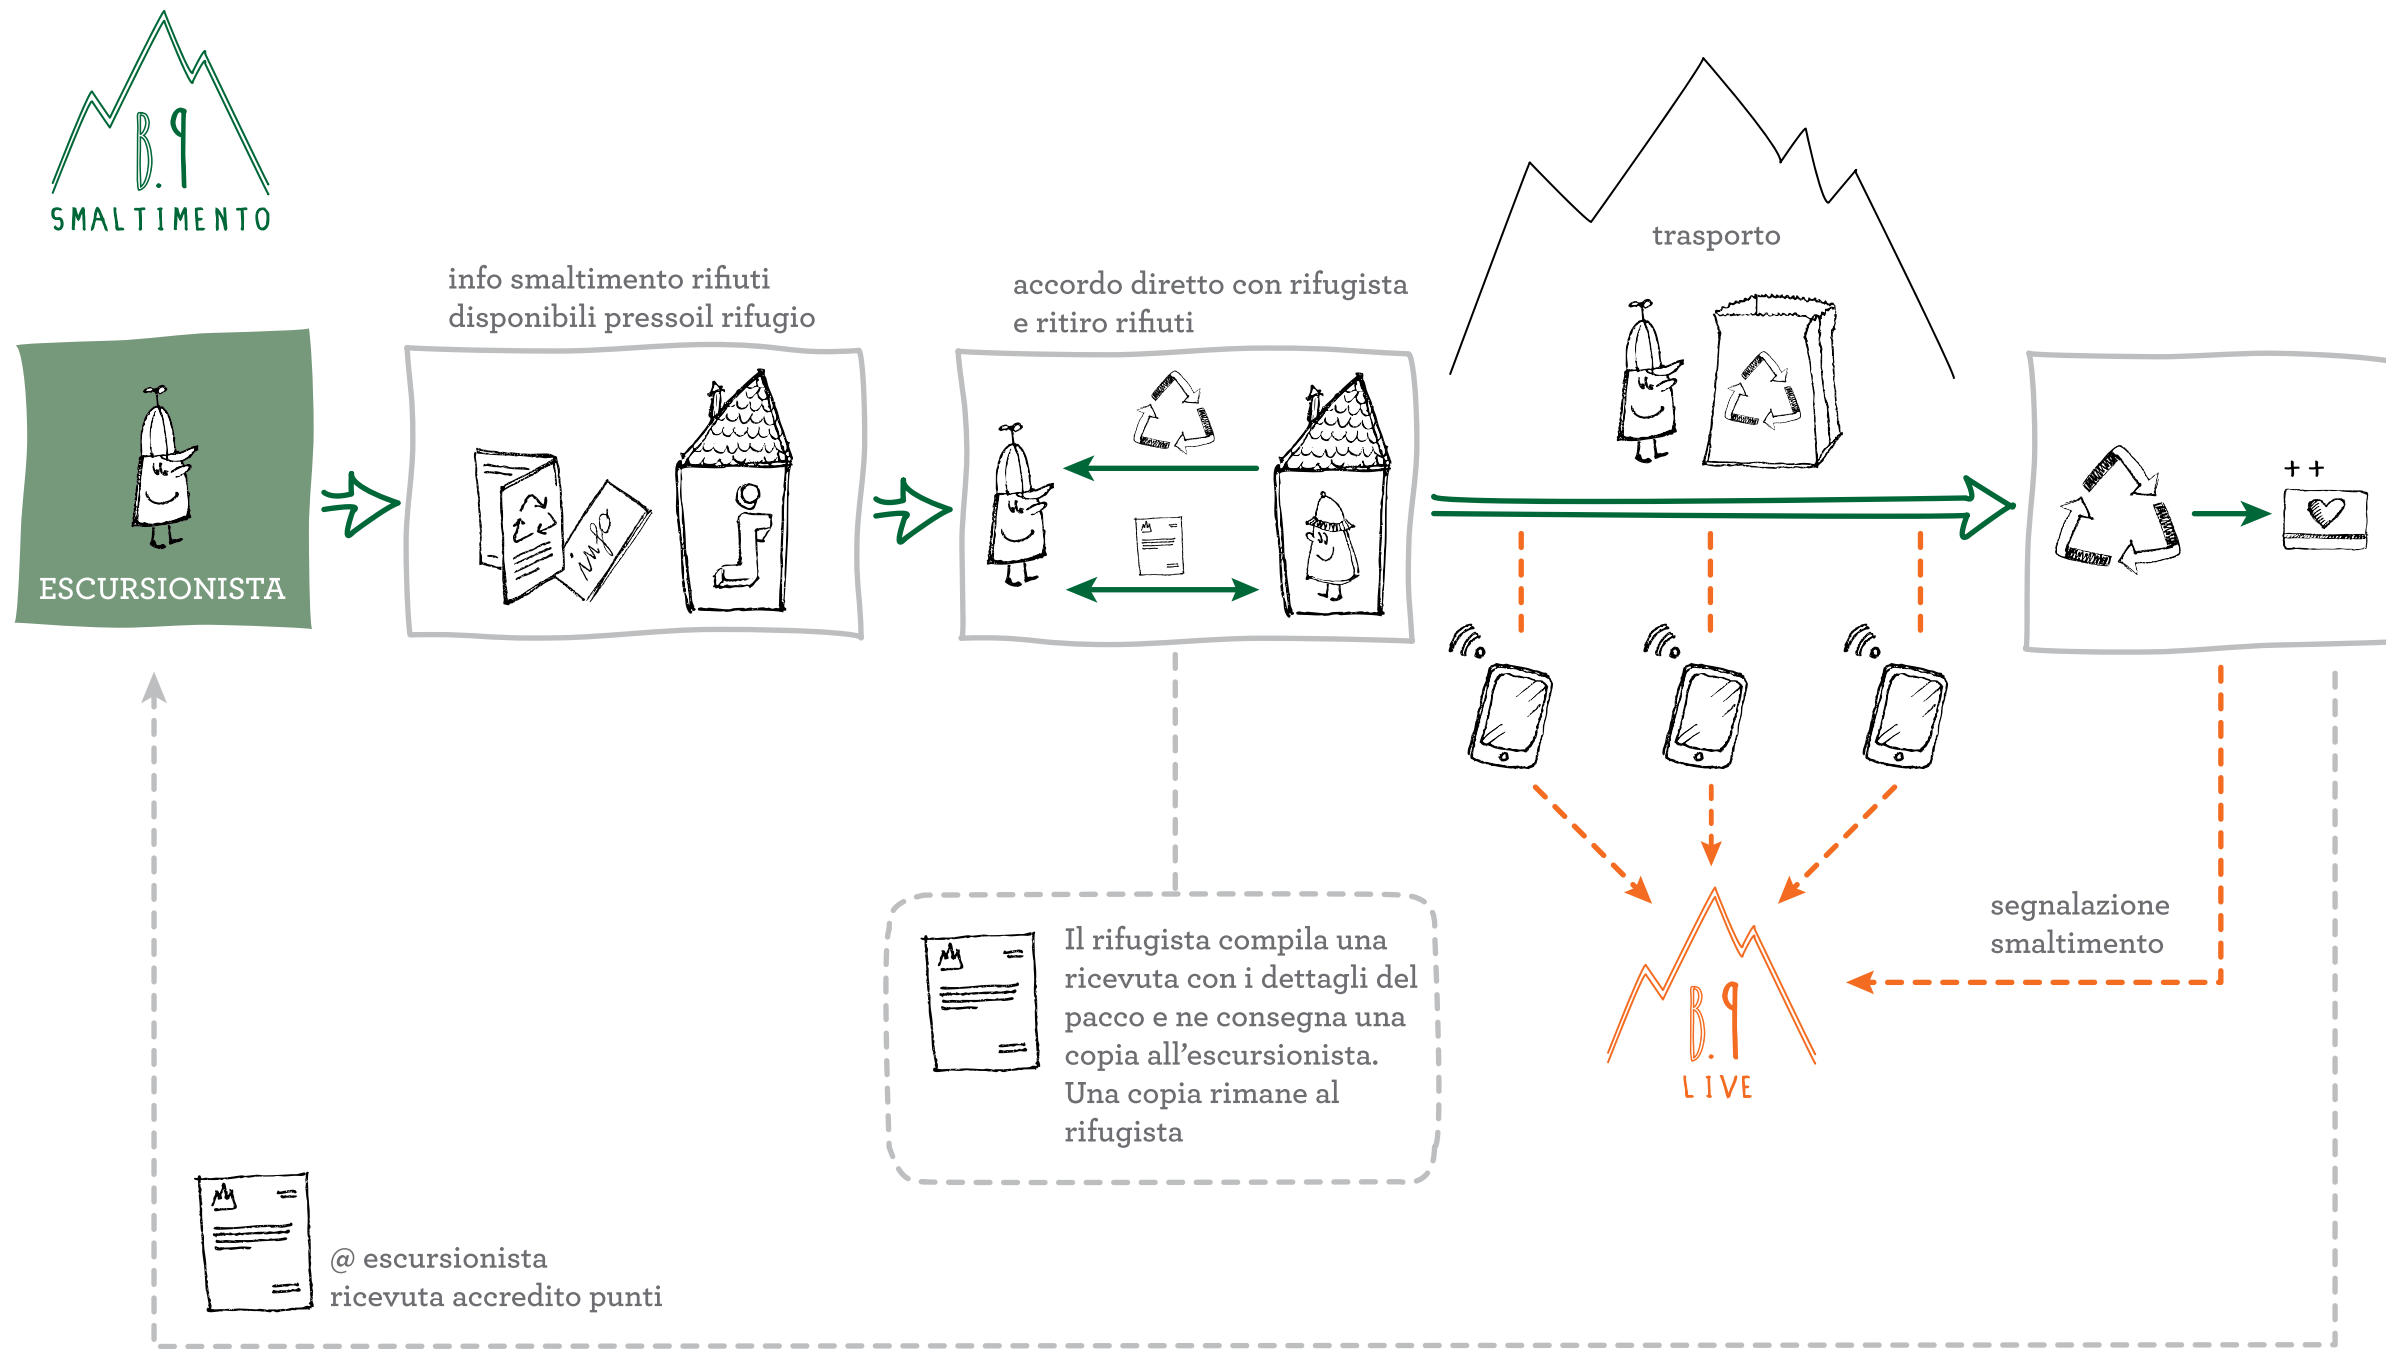 B.9
SMALTIMENTO
info smaltimento rifiuti
disponibili pressoil rifugio
accordo diretto con rifugista
e ritiro rifiuti
trasporto
ESCURSIONISTA
info
i
++
segnalazione
smaltimento
B.9
LIVE
Il rifugista compila una
ricevuta con i dettagli del
pacco e ne consegna una
copia all’escursionista.
Una copia rimane al
rifugista
@ escursionista
ricevuta accredito punti